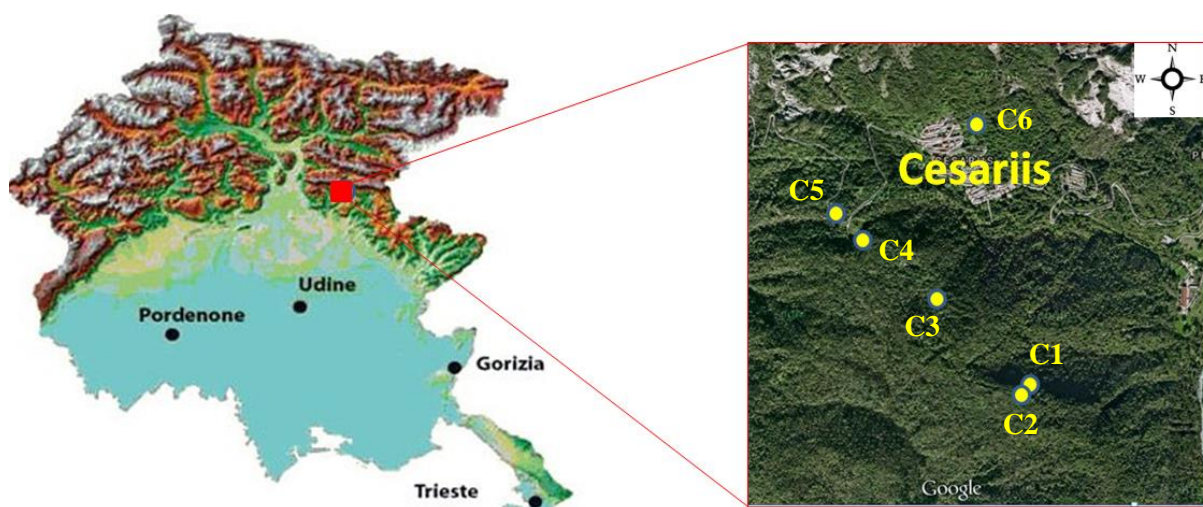 Udine
Pordenone
Gorizia
Trieste
N
W
E
S
C6
Cesariis
C5
C4
C3
C1
C2
Google